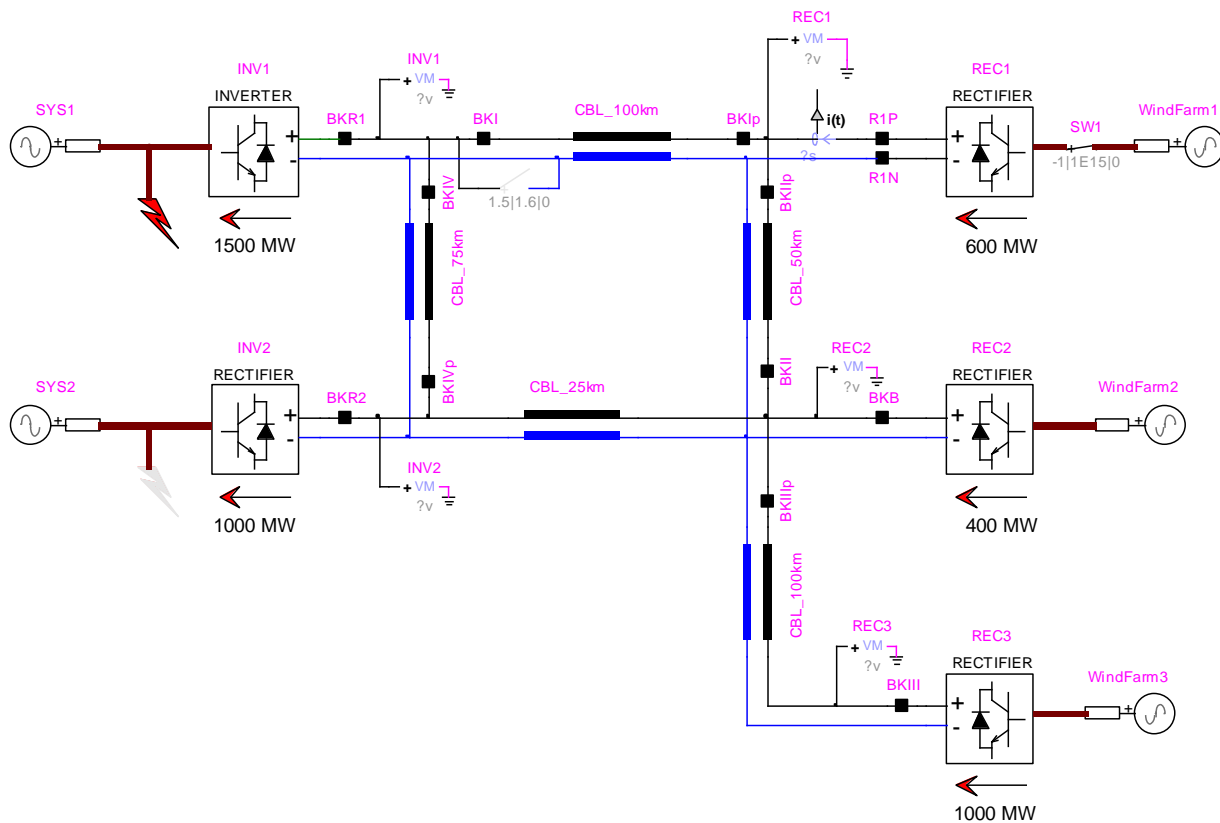 REC1
+ VM
?v
INV1
+ VM
?v
INV1
INVERTER
+
-
SYS1
+
1500 MW
BKR1
BKI
CBL_100km
BKIp
i(t)
?s
R1P
R1N
REC1
RECTIFIER
+
-
600 MW
SW1
-1|1E15|0
WindFarm1
+
BKIV
1.5|1.6|0
+
BKIIp
CBL_75km
CBL_50km
BKIVp
BKII
INV2
RECTIFIER
+
-
SYS2
+
1000 MW
BKR2
CBL_25km
REC2
+ VM
?v
BKB
REC2
RECTIFIER
+
-
400 MW
WindFarm2
+
INV2
+ VM
?v
BKIIIp
CBL_100km
REC3
+ VM
?v
BKIII
REC3
RECTIFIER
+
-
1000 MW
WindFarm3
+